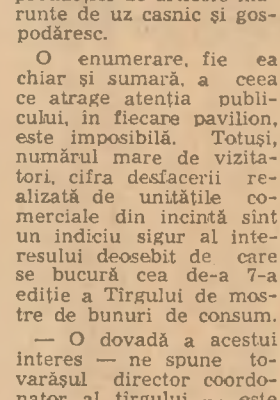 runte de uz casnic și gos-
podăresc.
O enumerare, fie ea
chiar și sumară, a ceea
ce atrage atenția publi-
cului, in fiecare pavilion,
este imposibilă. Totuși,
numărul mare de vizita-
tori, cifra desfacerii re-
alizată de unitățile co-
merciale din incintă sînt
un indiciu sigur al inte-
resului deosebit de care
se bucură cea de-a 7-a
ediție a Tîrgului de mos-
tre de bunuri de consum.
— O dovadă a acestui
interes — ne spune to-
varășul director coordo-
nator al tîrgului